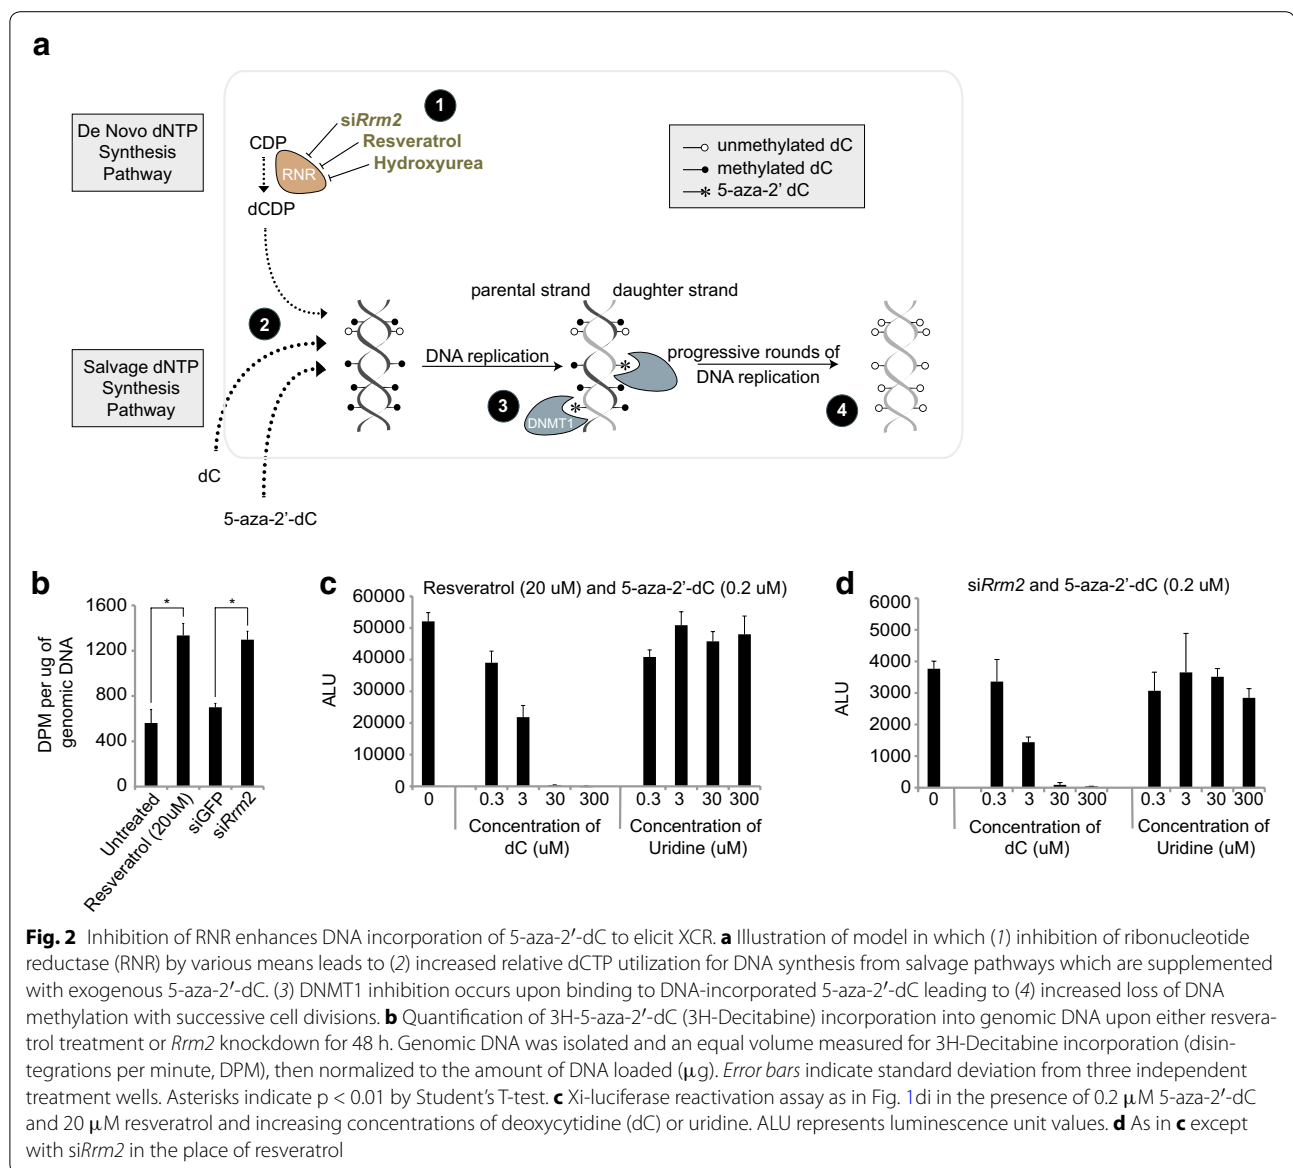 a
De Novo dNTP
Synthesis
Pathway
1
siRrm2
Resveratrol
Hydroxyurea
CDP
RNR
dCDP
unmethylated dC
methylated dC
5-aza-2' dC
Salvage dNTP
Synthesis
Pathway
2
dC
5-aza-2'-dC
DNA replication
parental strand
daughter strand
3
DNMT1
progressive rounds of
DNA replication
4
b
DPM per ug of
genomic DNA
1600
1200
800
400
0
*
*
Untreated
Resveratrol (20uM)
siGFP
siRrm2
c
Resveratrol (20 uM) and 5-aza-2'-dC (0.2 uM)
ALU
60000
50000
40000
30000
20000
10000
0
0 0.3 3 30 300 0.3 3 30 300
Concentration of
dC (uM)
Concentration of
Uridine (uM)
d
siRrm2 and 5-aza-2'-dC (0.2 uM)
ALU
6000
5000
4000
3000
2000
1000
0
0 0.3 3 30 300 0.3 3 30 300
Concentration of
dC (uM)
Concentration of
Uridine (uM)
Fig. 2 Inhibition of RNR enhances DNA incorporation of 5-aza-2′-dC to elicit XCR. a Illustration of model in which (1) inhibition of ribonucleotide
reductase (RNR) by various means leads to (2) increased relative dCTP utilization for DNA synthesis from salvage pathways which are supplemented
with exogenous 5-aza-2′-dC. (3) DNMT1 inhibition occurs upon binding to DNA-incorporated 5-aza-2′-dC leading to (4) increased loss of DNA
methylation with successive cell divisions. b Quantification of 3H-5-aza-2′-dC (3H-Decitabine) incorporation into genomic DNA upon either resvera-
trol treatment or Rrm2 knockdown for 48 h. Genomic DNA was isolated and an equal volume measured for 3H-Decitabine incorporation (disin-
tegrations per minute, DPM), then normalized to the amount of DNA loaded (μg). Error bars indicate standard deviation from three independent
treatment wells. Asterisks indicate p < 0.01 by Student's T-test. c Xi-luciferase reactivation assay as in Fig. 1di in the presence of 0.2 μM 5-aza-2′-dC
and 20 μM resveratrol and increasing concentrations of deoxycytidine (dC) or uridine. ALU represents luminescence unit values. d As in c except
with siRrm2 in the place of resveratrol